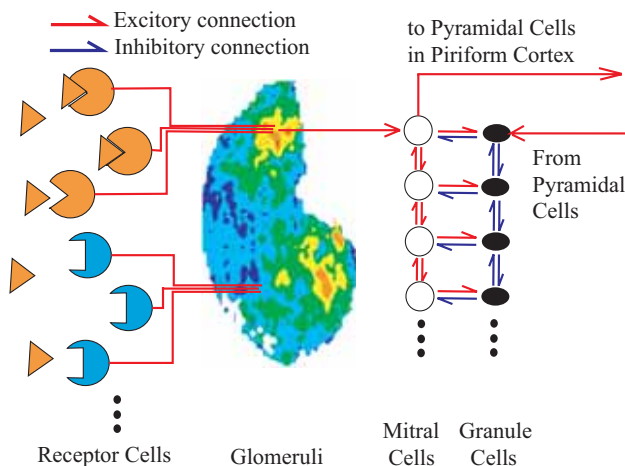 Excitory connection
Inhibitory connection
to Pyramidal Cells
in Piriform Cortex
From
Pyramidal
Cells
Receptor Cells
Glomeruli
Mitral
Cells
Granule
Cells